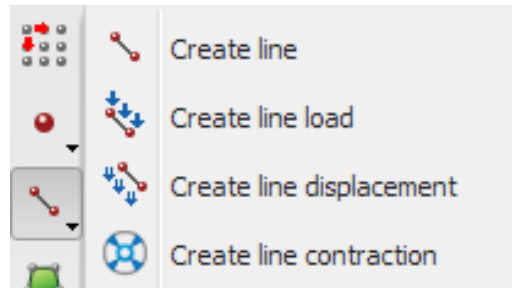 Create line
Create line load
Create line displacement
Create line contraction